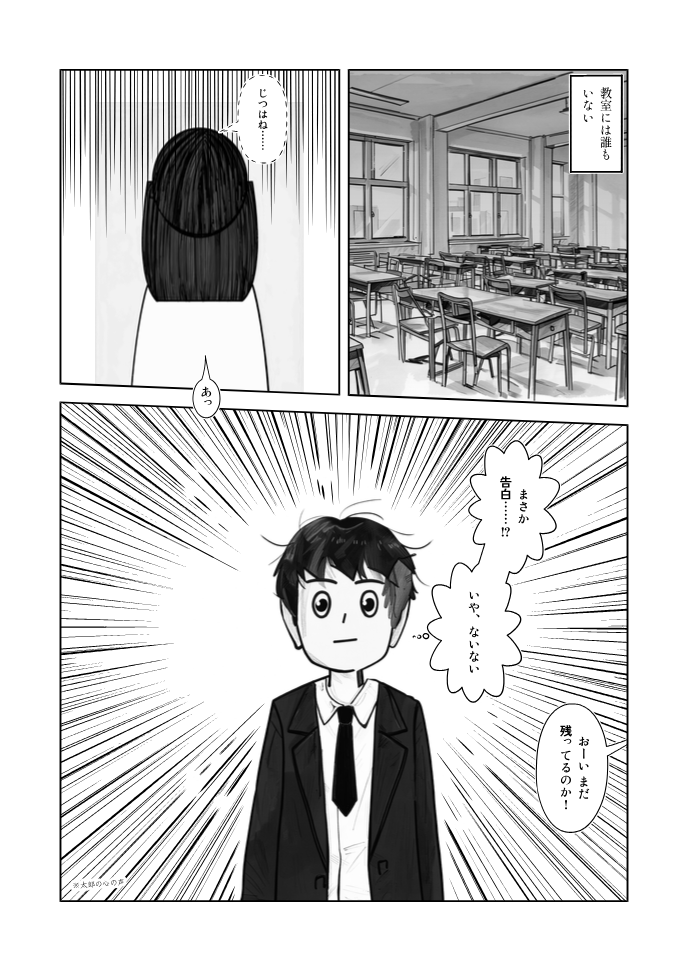 教室には誰も
いない
じつはね……
あっ
まさか
告白……!?
いや、ないない
おーい まだ
残ってるのか！
※太郎の心の声